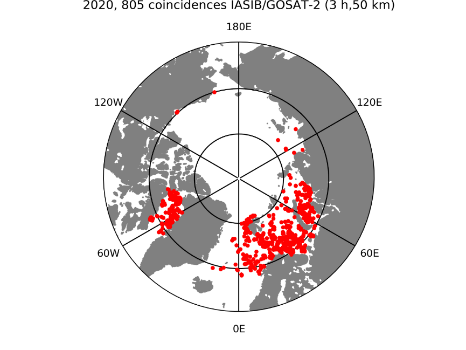 2020, 805 coincidences IASIB/GOSAT-2 (3 h,50 km)
180E
120W
120E
60W
60E
0E